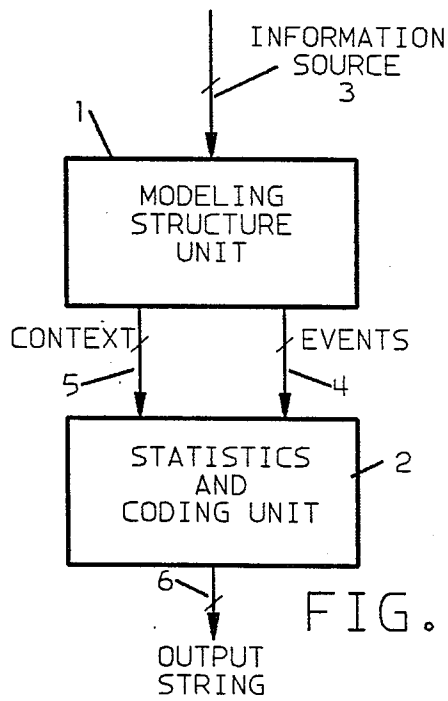 INFORMATION
SOURCE
3
1
MODELING
STRUCTURE
UNIT
CONTEXT
EVENTS
5
4
STATISTICS
AND
CODING UNIT
2
6
FIG.
OUTPUT
STRING